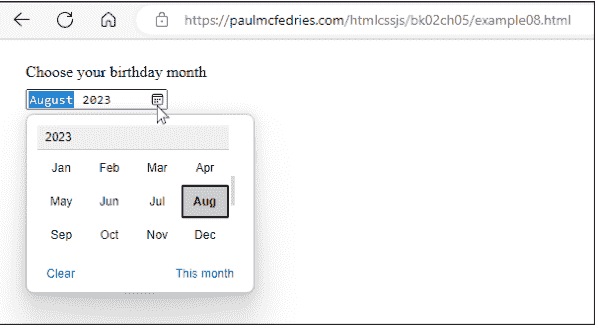 https://paulmcfedries.com/htmlcssjs/bk02ch05/example08.html
Choose your birthday month
August 2023
2023
Jan Feb Mar Apr
May Jun Jul Aug
Sep Oct Nov Dec
Clear This month